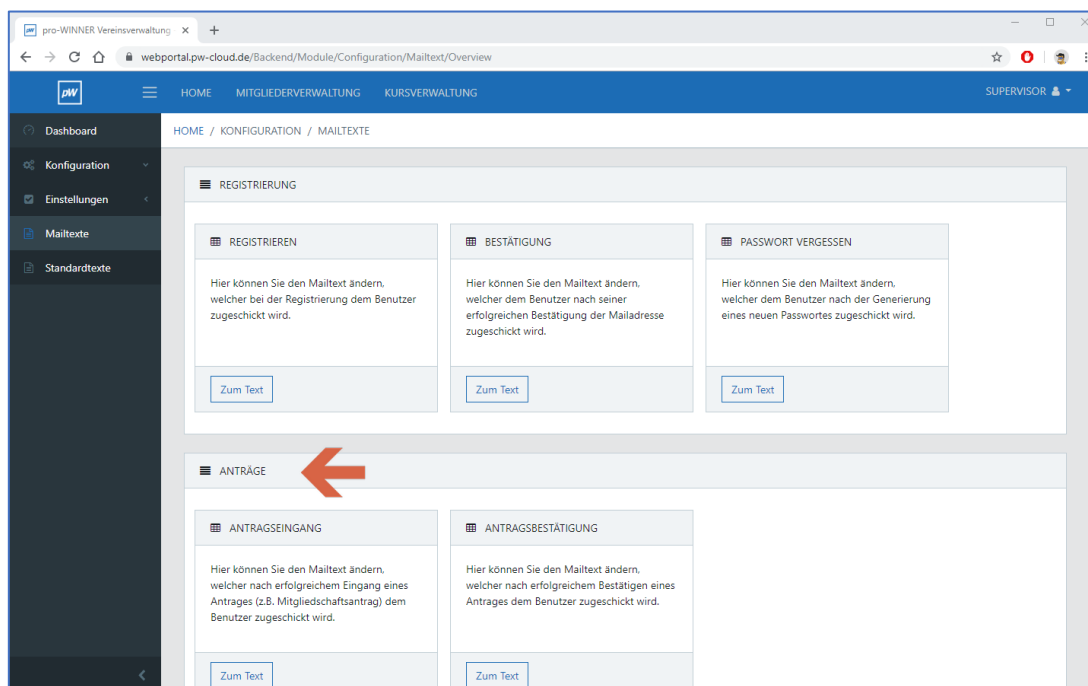 pro-WINNER Vereinsverwaltung
webportal.pw-cloud.de/Backend/Module/Configuration/Mailtext/Overview
pW
HOME MITGLIEDERVERWALTUNG KURSVERWALTUNG SUPERVISOR
Dashboard
Konfiguration
Einstellungen
Mailtexte
Standardtexte
HOME / KONFIGURATION / MAILTEXTE
REGISTRIERUNG
REGISTRIEREN
Hier können Sie den Mailtext ändern,
welcher bei der Registrierung dem Benutzer
zugeschickt wird.
Zum Text
BESTÄTIGUNG
Hier können Sie den Mailtext ändern,
welcher dem Benutzer nach seiner
erfolgreichen Bestätigung der Mailadresse
zugeschickt wird.
Zum Text
PASSWORT VERGESSEN
Hier können Sie den Mailtext ändern,
welcher dem Benutzer nach der Generierung
eines neuen Passwortes zugeschickt wird.
Zum Text
ANTRÄGE
ANTRAGSEINGANG
Hier können Sie den Mailtext ändern,
welcher nach erfolgreichem Eingang eines
Antrages (z.B. Mitgliedschaftsantrag) dem
Benutzer zugeschickt wird.
Zum Text
ANTRAGSBESTÄTIGUNG
Hier können Sie den Mailtext ändern,
welcher nach erfolgreichem Bestätigen eines
Antrages dem Benutzer zugeschickt wird.
Zum Text